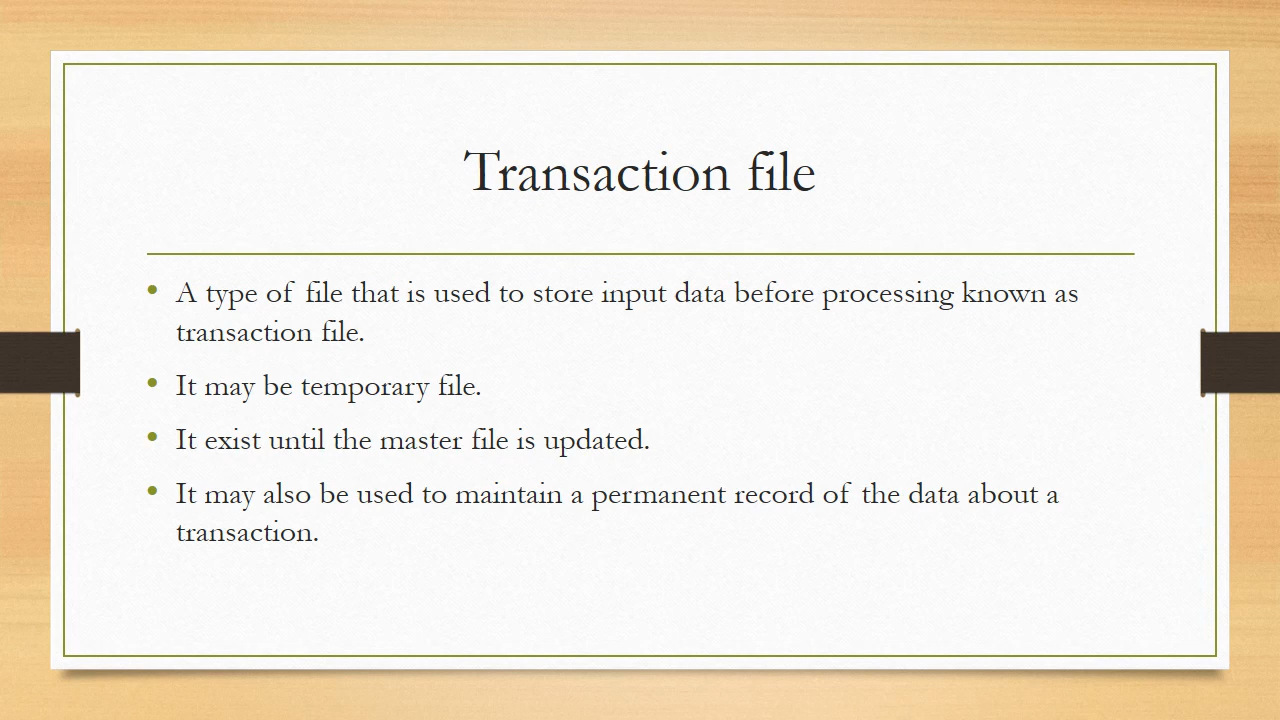 Transaction file
• A type of file that is used to store input data before processing known as
transaction file.
• It may be temporary file.
• It exist until the master file is updated.
• It may also be used to maintain a permanent record of the data about a
transaction.